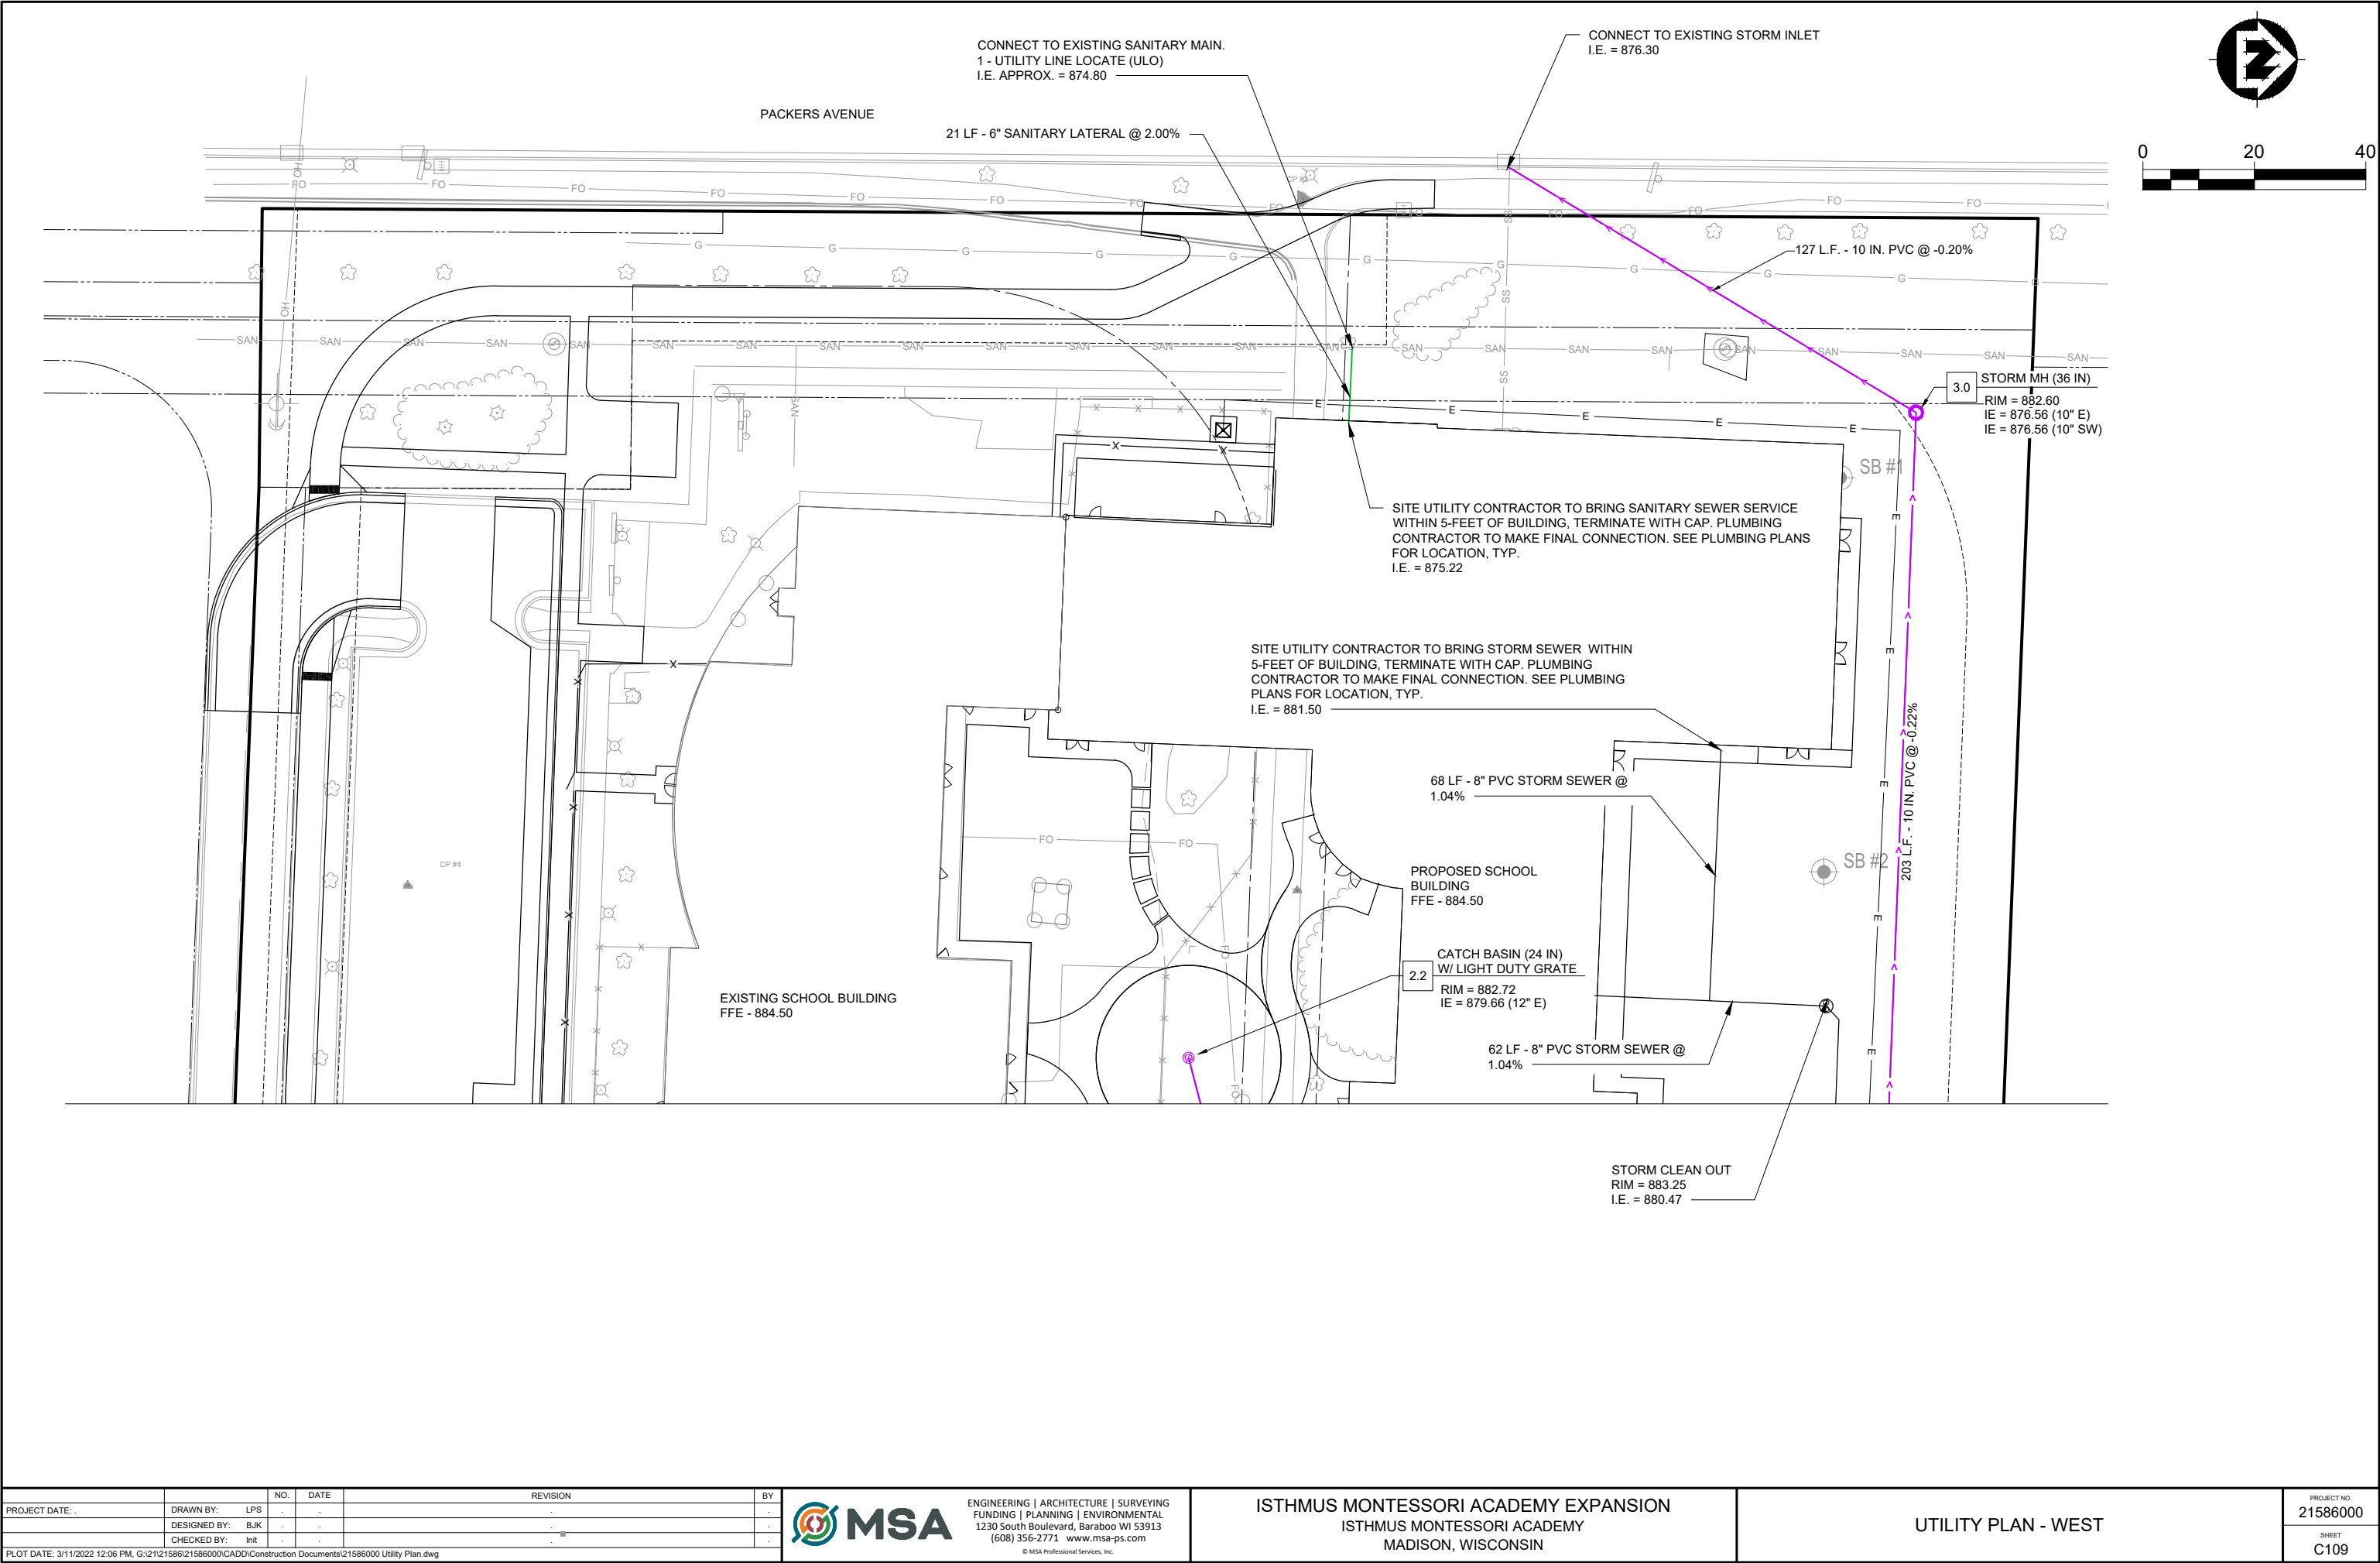 CONNECT TO EXISTING STORM INLET
I.E. = 876.30
CONNECT TO EXISTING SANITARY MAIN.
1 - UTILITY LINE LOCATE (ULO)
I.E. APPROX. = 874.80
PACKERS AVENUE
21 LF - 6" SANITARY LATERAL @ 2.00%
0 20 40
127 L.F. - 10 IN. PVC @ -0.20%
3.0
STORM MH (36 IN)
RIM = 882.60
IE = 876.56 (10" E)
IE = 876.56 (10" SW)
SB #1
SITE UTILITY CONTRACTOR TO BRING SANITARY SEWER SERVICE
WITHIN 5-FEET OF BUILDING, TERMINATE WITH CAP. PLUMBING
CONTRACTOR TO MAKE FINAL CONNECTION. SEE PLUMBING PLANS
FOR LOCATION, TYP.
I.E. = 875.22
SITE UTILITY CONTRACTOR TO BRING STORM SEWER WITHIN
5-FEET OF BUILDING, TERMINATE WITH CAP. PLUMBING
CONTRACTOR TO MAKE FINAL CONNECTION. SEE PLUMBING
PLANS FOR LOCATION, TYP.
I.E. = 881.50
203 L.F. - 10 IN. PVC @ -0.22%
68 LF - 8" PVC STORM SEWER @
1.04%
SB #2
CP #4
PROPOSED SCHOOL
BUILDING
FFE - 884.50
2.2
CATCH BASIN (24 IN)
W/ LIGHT DUTY GRATE
RIM = 882.72
IE = 879.66 (12" E)
EXISTING SCHOOL BUILDING
FFE - 884.50
62 LF - 8" PVC STORM SEWER @
1.04%
STORM CLEAN OUT
RIM = 883.25
I.E. = 880.47
NO. DATE REVISION BY
PROJECT DATE: .
DRAWN BY: LPS
DESIGNED BY: BJK
CHECKED BY: Init
PLOT DATE: 3/11/2022 12:06 PM, G:\21\21586\21586000\CADD\Construction Documents\21586000 Utility Plan.dwg
MSA
ENGINEERING | ARCHITECTURE | SURVEYING
FUNDING | PLANNING | ENVIRONMENTAL
1230 South Boulevard, Baraboo WI 53913
(608) 356-2771 www.msa-ps.com
© MSA Professional Services, Inc.
ISTHMUS MONTESSORI ACADEMY EXPANSION
ISTHMUS MONTESSORI ACADEMY
MADISON, WISCONSIN
UTILITY PLAN - WEST
PROJECT NO.
21586000
SHEET
C109